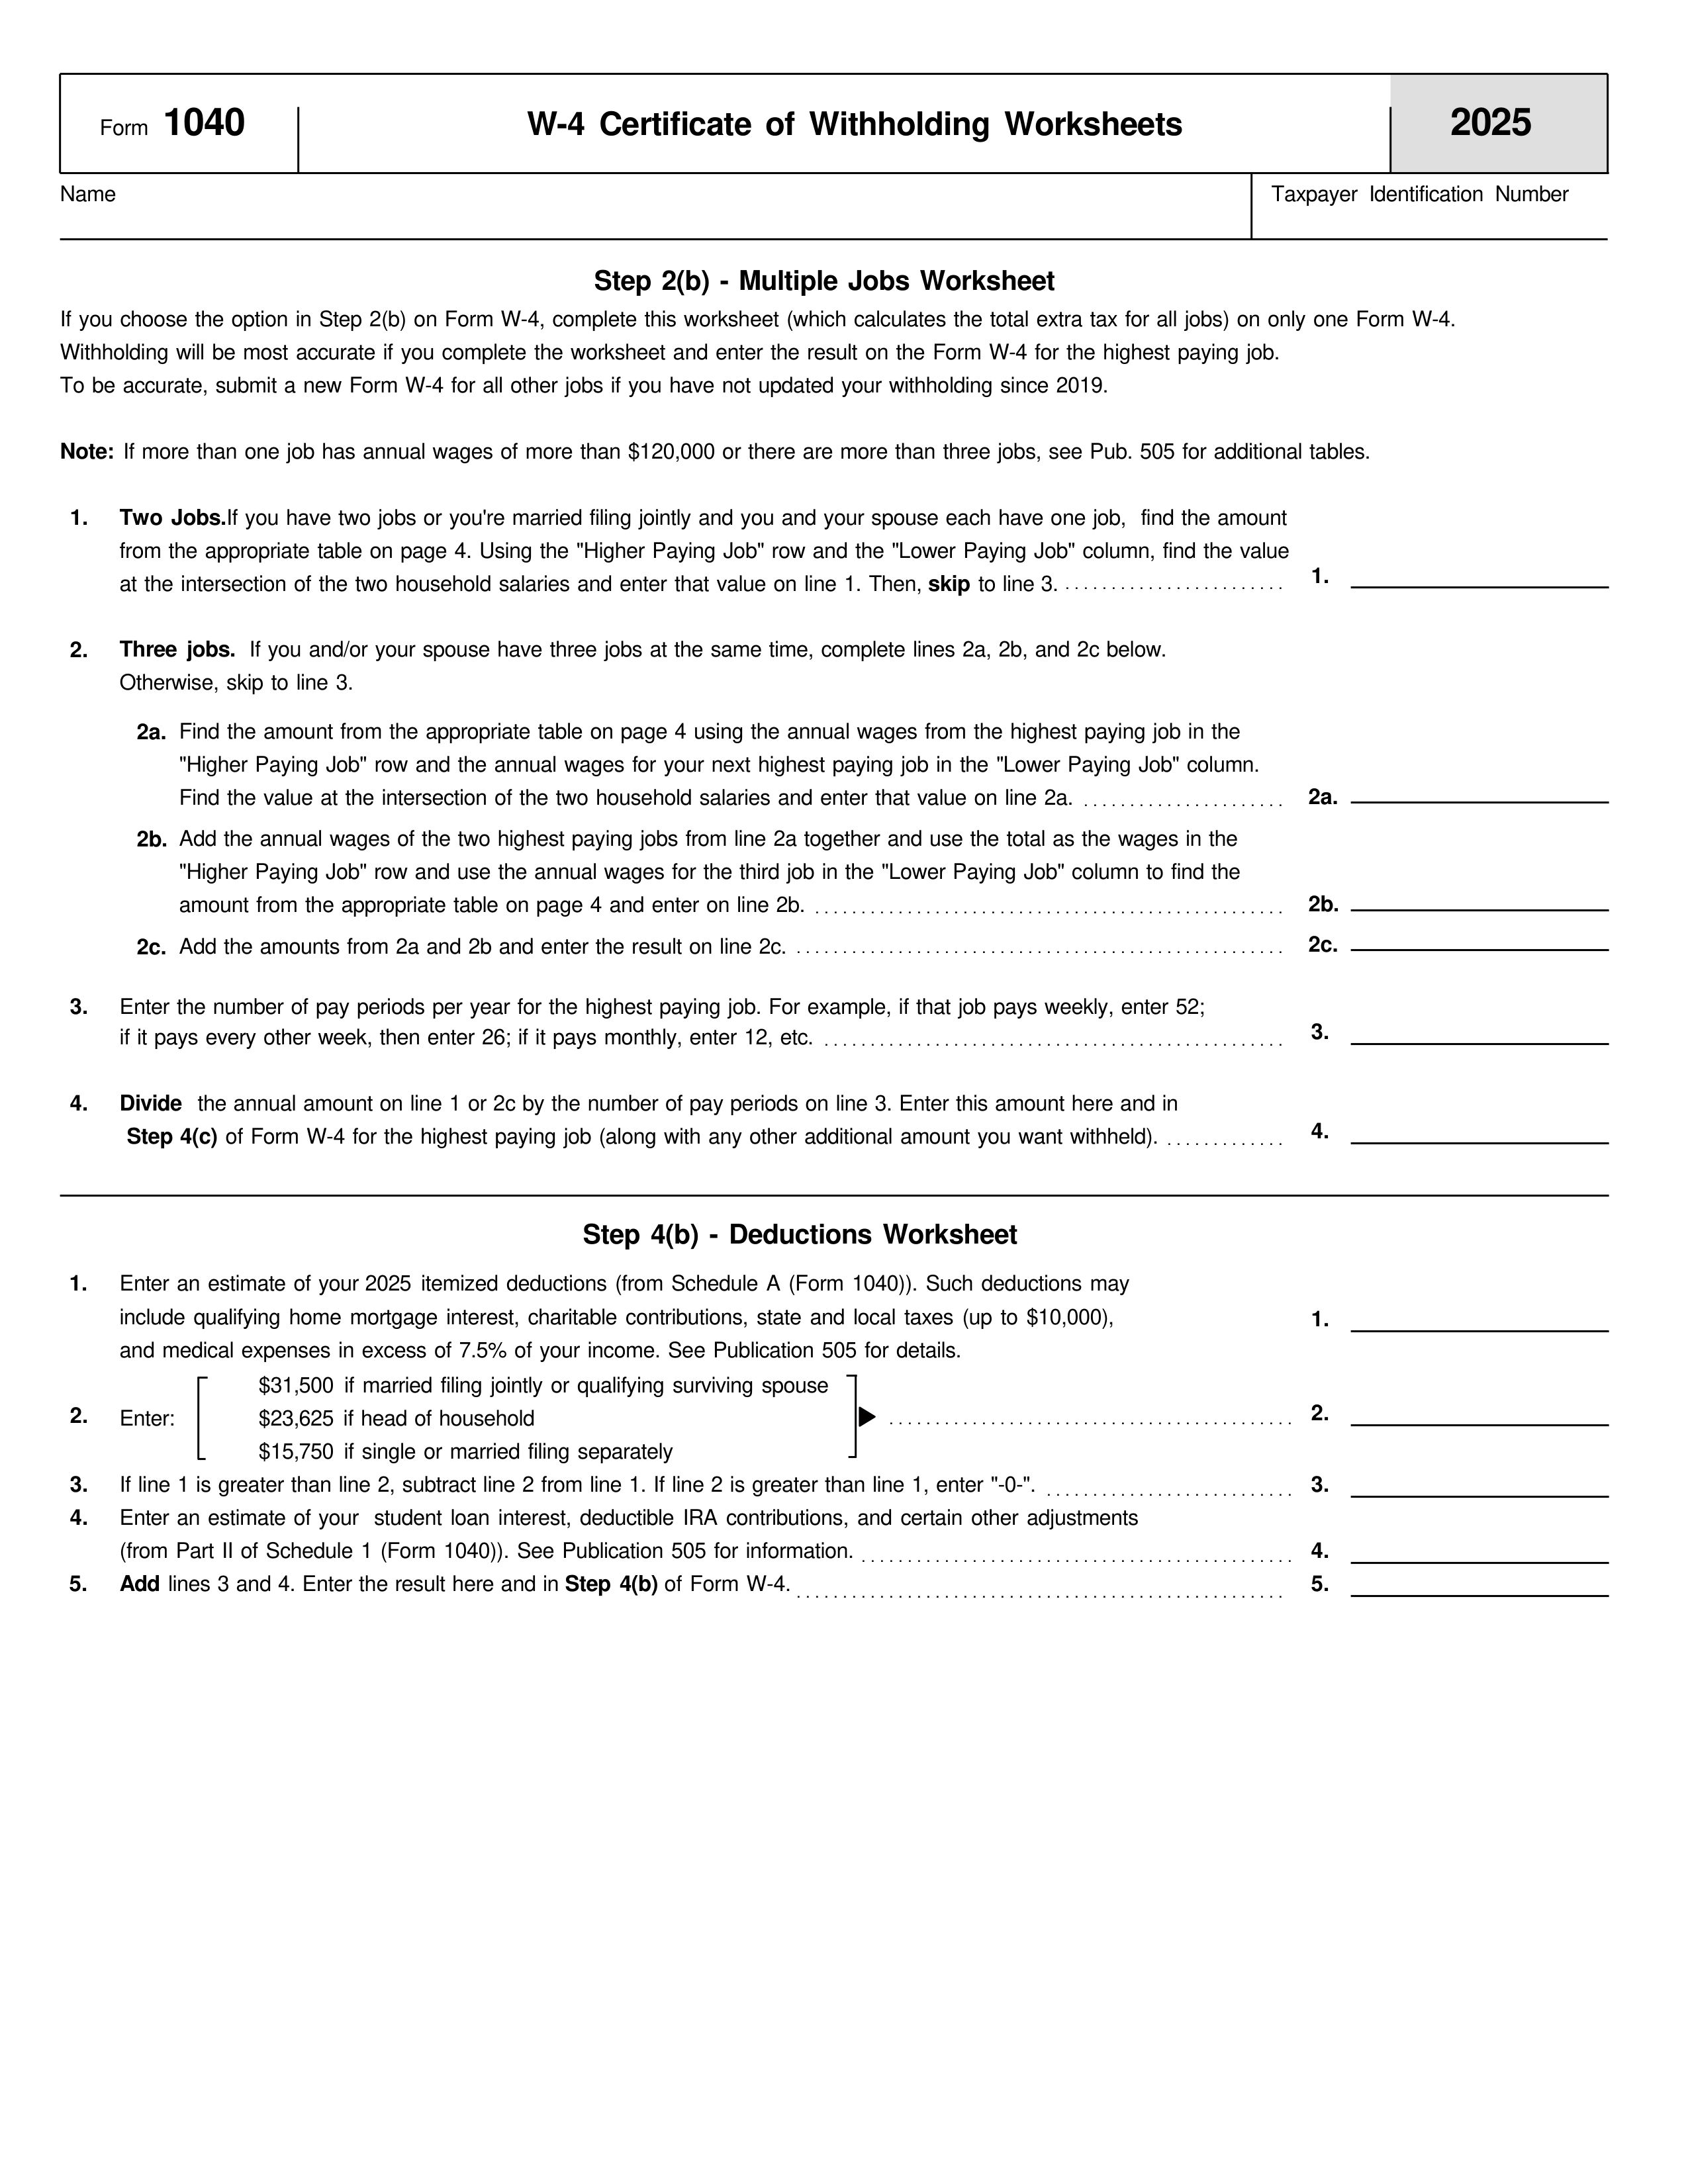 Form 1040
W-4 Certificate of Withholding Worksheets
2025
Name
Taxpayer Identification Number
Step 2(b) - Multiple Jobs Worksheet
If you choose the option in Step 2(b) on Form W-4, complete this worksheet (which calculates the total extra tax for all jobs) on only one Form W-4.
Withholding will be most accurate if you complete the worksheet and enter the result on the Form W-4 for the highest paying job.
To be accurate, submit a new Form W-4 for all other jobs if you have not updated your withholding since 2019.
Note: If more than one job has annual wages of more than $120,000 or there are more than three jobs, see Pub. 505 for additional tables.
1. Two Jobs.If you have two jobs or you're married filing jointly and you and your spouse each have one job, find the amount
from the appropriate table on page 4. Using the "Higher Paying Job" row and the "Lower Paying Job" column, find the value
at the intersection of the two household salaries and enter that value on line 1. Then, skip to line 3. ........................ 1.
2. Three jobs. If you and/or your spouse have three jobs at the same time, complete lines 2a, 2b, and 2c below.
Otherwise, skip to line 3.
2a. Find the amount from the appropriate table on page 4 using the annual wages from the highest paying job in the
"Higher Paying Job" row and the annual wages for your next highest paying job in the "Lower Paying Job" column.
Find the value at the intersection of the two household salaries and enter that value on line 2a. ...................... 2a.
2b. Add the annual wages of the two highest paying jobs from line 2a together and use the total as the wages in the
"Higher Paying Job" row and use the annual wages for the third job in the "Lower Paying Job" column to find the
amount from the appropriate table on page 4 and enter on line 2b. ................................................... 2b.
2c. Add the amounts from 2a and 2b and enter the result on line 2c. ..................................................... 2c.
3. Enter the number of pay periods per year for the highest paying job. For example, if that job pays weekly, enter 52;
if it pays every other week, then enter 26; if it pays monthly, enter 12, etc. .................................................. 3.
4. Divide the annual amount on line 1 or 2c by the number of pay periods on line 3. Enter this amount here and in
Step 4(c) of Form W-4 for the highest paying job (along with any other additional amount you want withheld). ............. 4.
Step 4(b) - Deductions Worksheet
1. Enter an estimate of your 2025 itemized deductions (from Schedule A (Form 1040)). Such deductions may
include qualifying home mortgage interest, charitable contributions, state and local taxes (up to $10,000), 1.
and medical expenses in excess of 7.5% of your income. See Publication 505 for details.
$31,500 if married filing jointly or qualifying surviving spouse
2. Enter: $23,625 if head of household ............................................ 2.
$15,750 if single or married filing separately
3. If line 1 is greater than line 2, subtract line 2 from line 1. If line 2 is greater than line 1, enter "-0-". ........................... 3.
4. Enter an estimate of your student loan interest, deductible IRA contributions, and certain other adjustments
(from Part II of Schedule 1 (Form 1040)). See Publication 505 for information. ............................................... 4.
5. Add lines 3 and 4. Enter the result here and in Step 4(b) of Form W-4. ..................................................... 5.